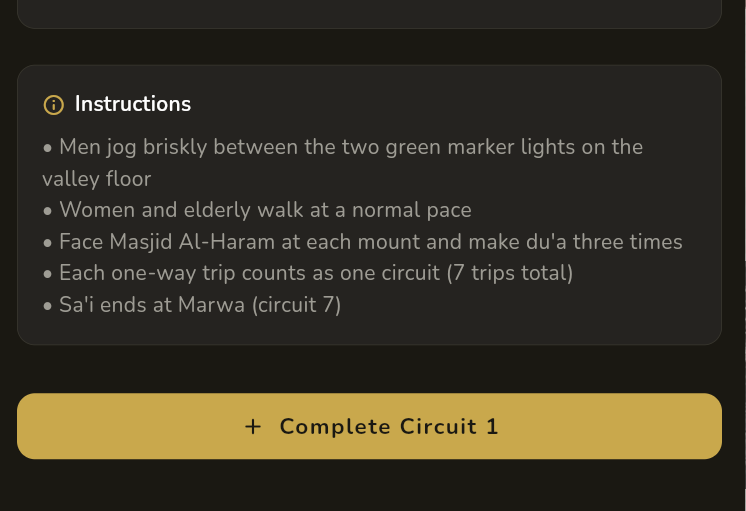 Instructions
• Men jog briskly between the two green marker lights on the
valley floor
• Women and elderly walk at a normal pace
• Face Masjid Al-Haram at each mount and make du'a three times
• Each one-way trip counts as one circuit (7 trips total)
• Sa'i ends at Marwa (circuit 7)
+ Complete Circuit 1